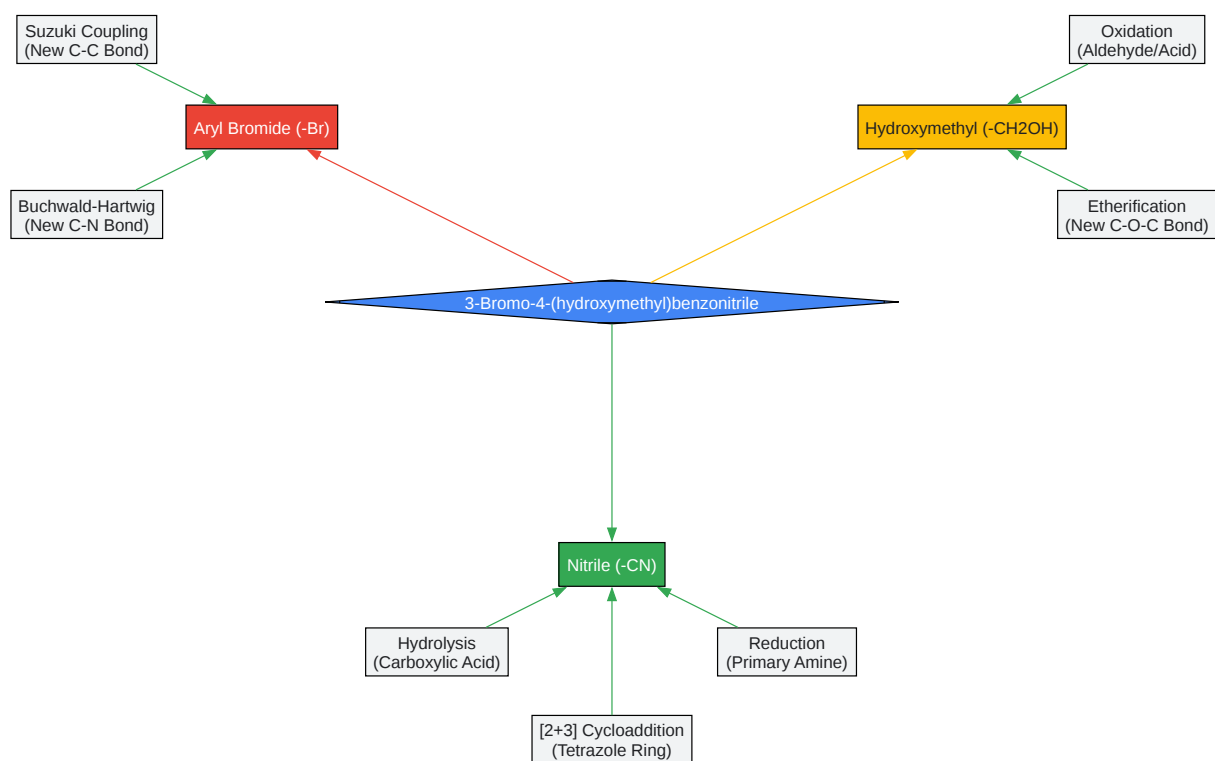 Suzuki Coupling
(New C-C Bond)
Oxidation
(Aldehyde/Acid)
Aryl Bromide (-Br)
Hydroxymethyl (-CH2OH)
Buchwald-Hartwig
(New C-N Bond)
Etherification
(New C-O-C Bond)
3-Bromo-4-(hydroxymethyl)benzonitrile
Nitrile (-CN)
Hydrolysis
(Carboxylic Acid)
Reduction
(Primary Amine)
[2+3] Cycloaddition
(Tetrazole Ring)